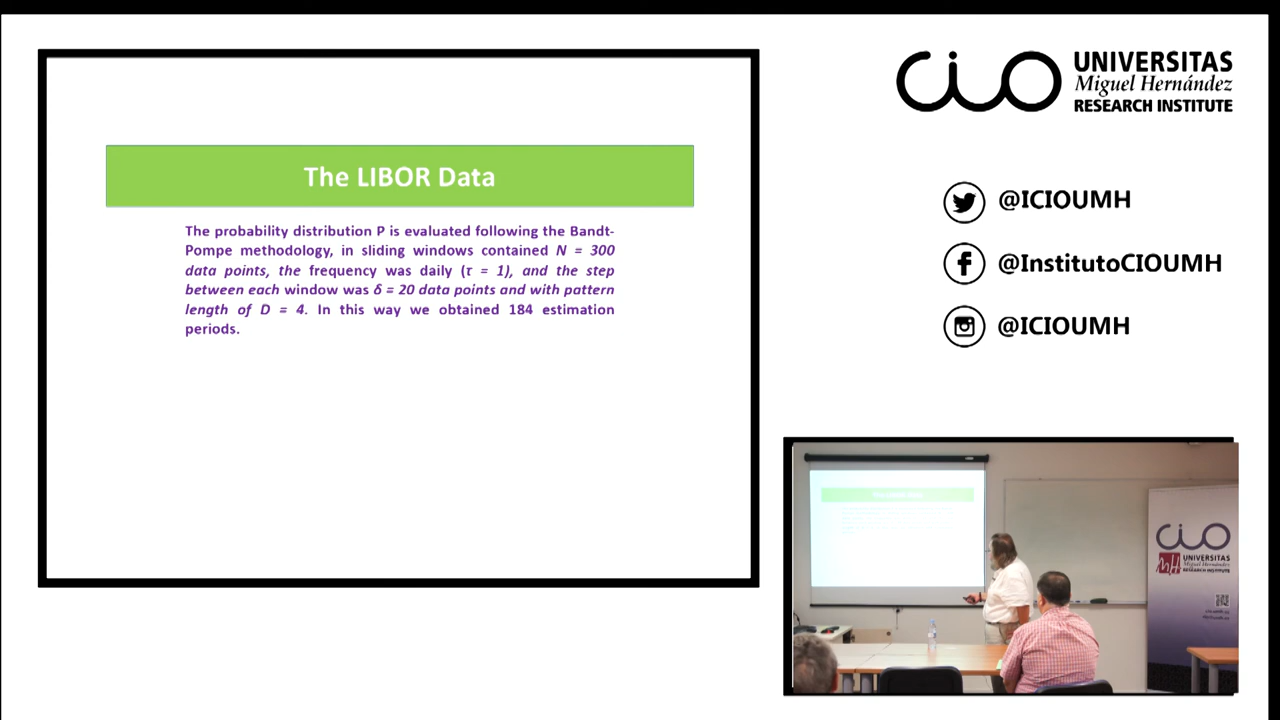 The LIBOR Data
The probability distribution P is evaluated following the Bandt-
Pompe methodology, in sliding windows contained N = 300
data points, the frequency was daily (τ = 1), and the step
between each window was δ = 20 data points and with pattern
length of D = 4. In this way we obtained 184 estimation
periods.
cio
UNIVERSITAS
Miguel Hernández
RESEARCH INSTITUTE
@ICIOUMH
@InstitutoCIOUMH
@ICIOUMH
cio
UNIVERSITAS
Miguel Hernández
RESEARCH INSTITUTE